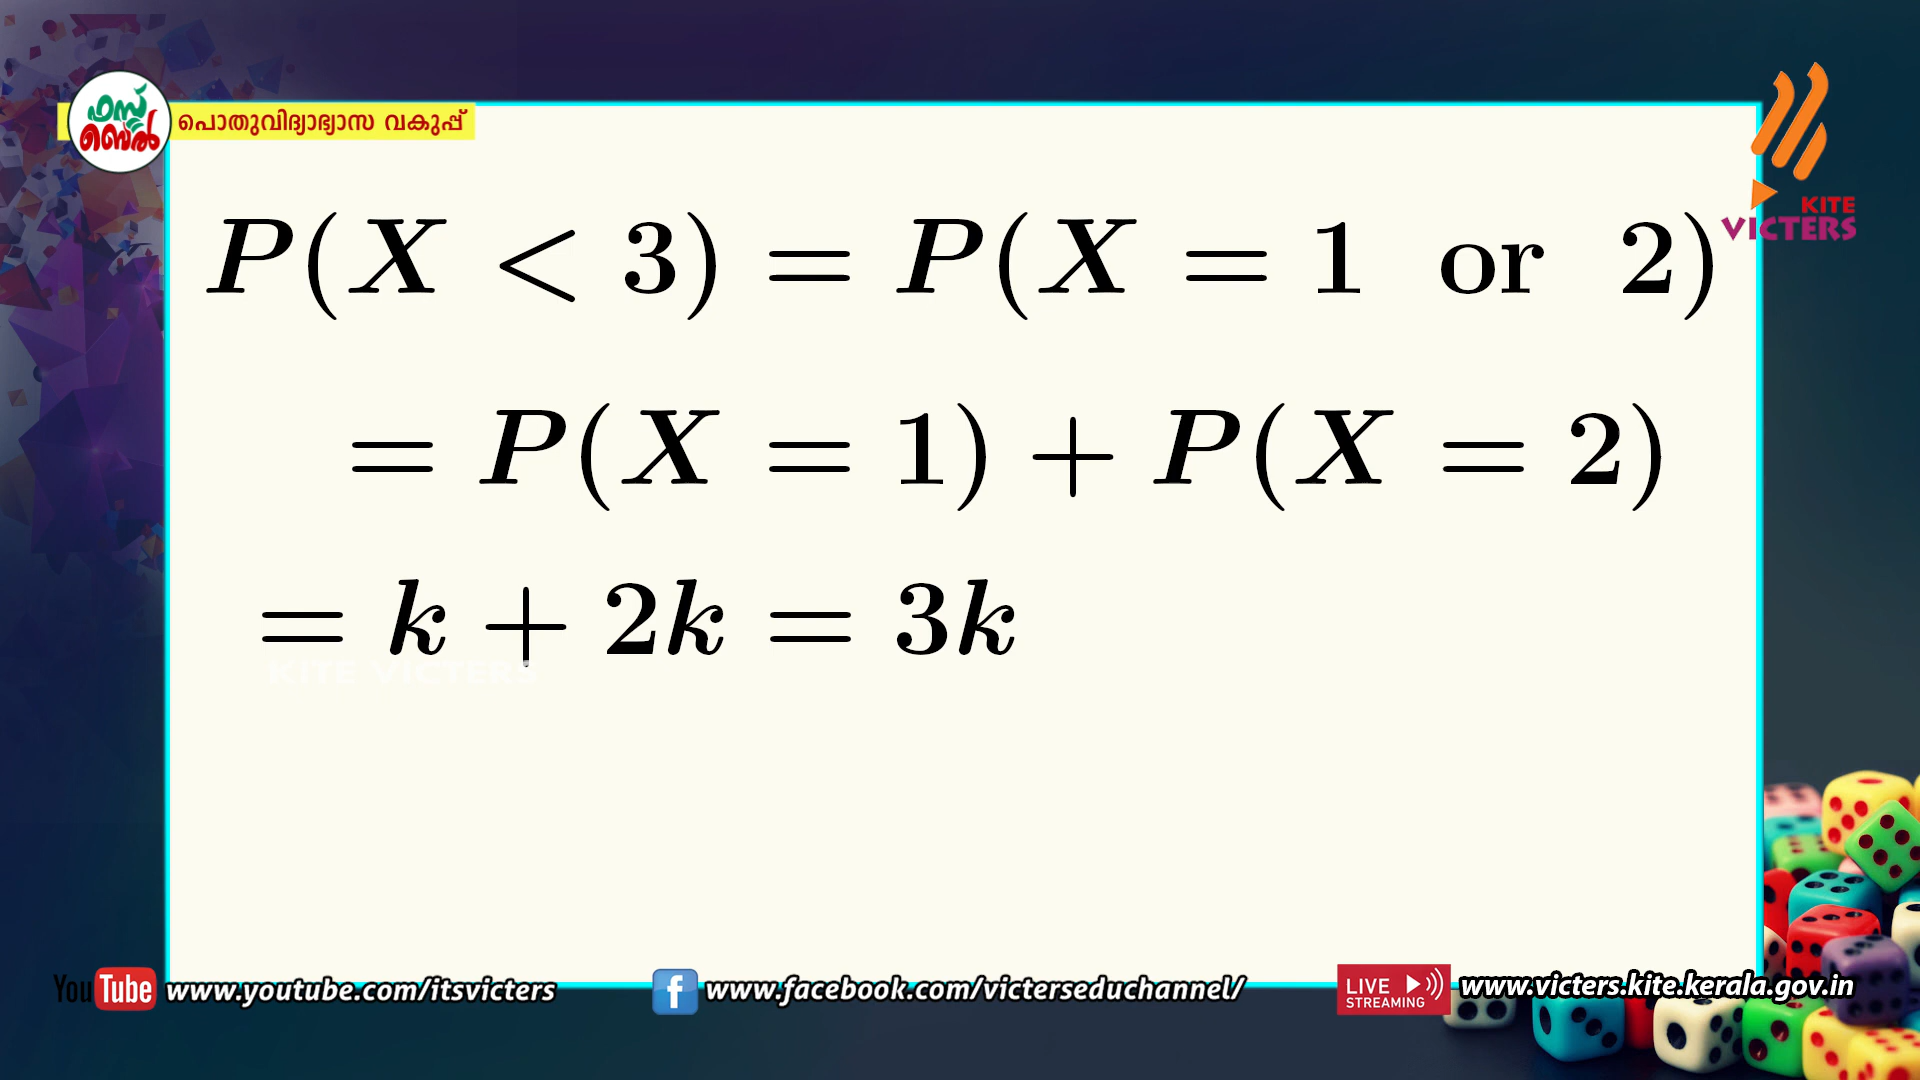 ഫസ്റ്റ് ബെൽ
പൊതുവിദ്യാഭ്യാസ വകുപ്പ്
KITE
VICTERS
P(X < 3) = P(X = 1 or 2)
= P(X = 1) + P(X = 2)
= k + 2k = 3k
KITE VICTERS
YouTube www.youtube.com/itsvicters
f www.facebook.com/victerseduchannel/
LIVE STREAMING www.victers.kite.kerala.gov.in